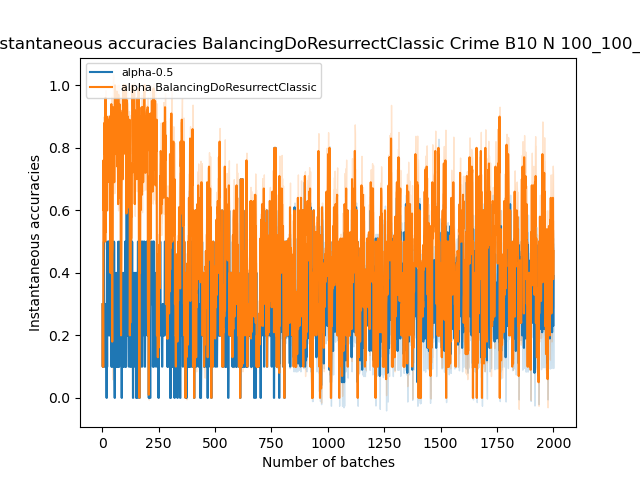 stantaneous accuracies BalancingDoResurrectClassic Crime B10 N 100_100_
alpha-0.5
alpha BalancingDoResurrectClassic
Instantaneous accuracies
1.0
0.8
0.6
0.4
0.2
0.0
0 250 500 750 1000 1250 1500 1750 2000
Number of batches